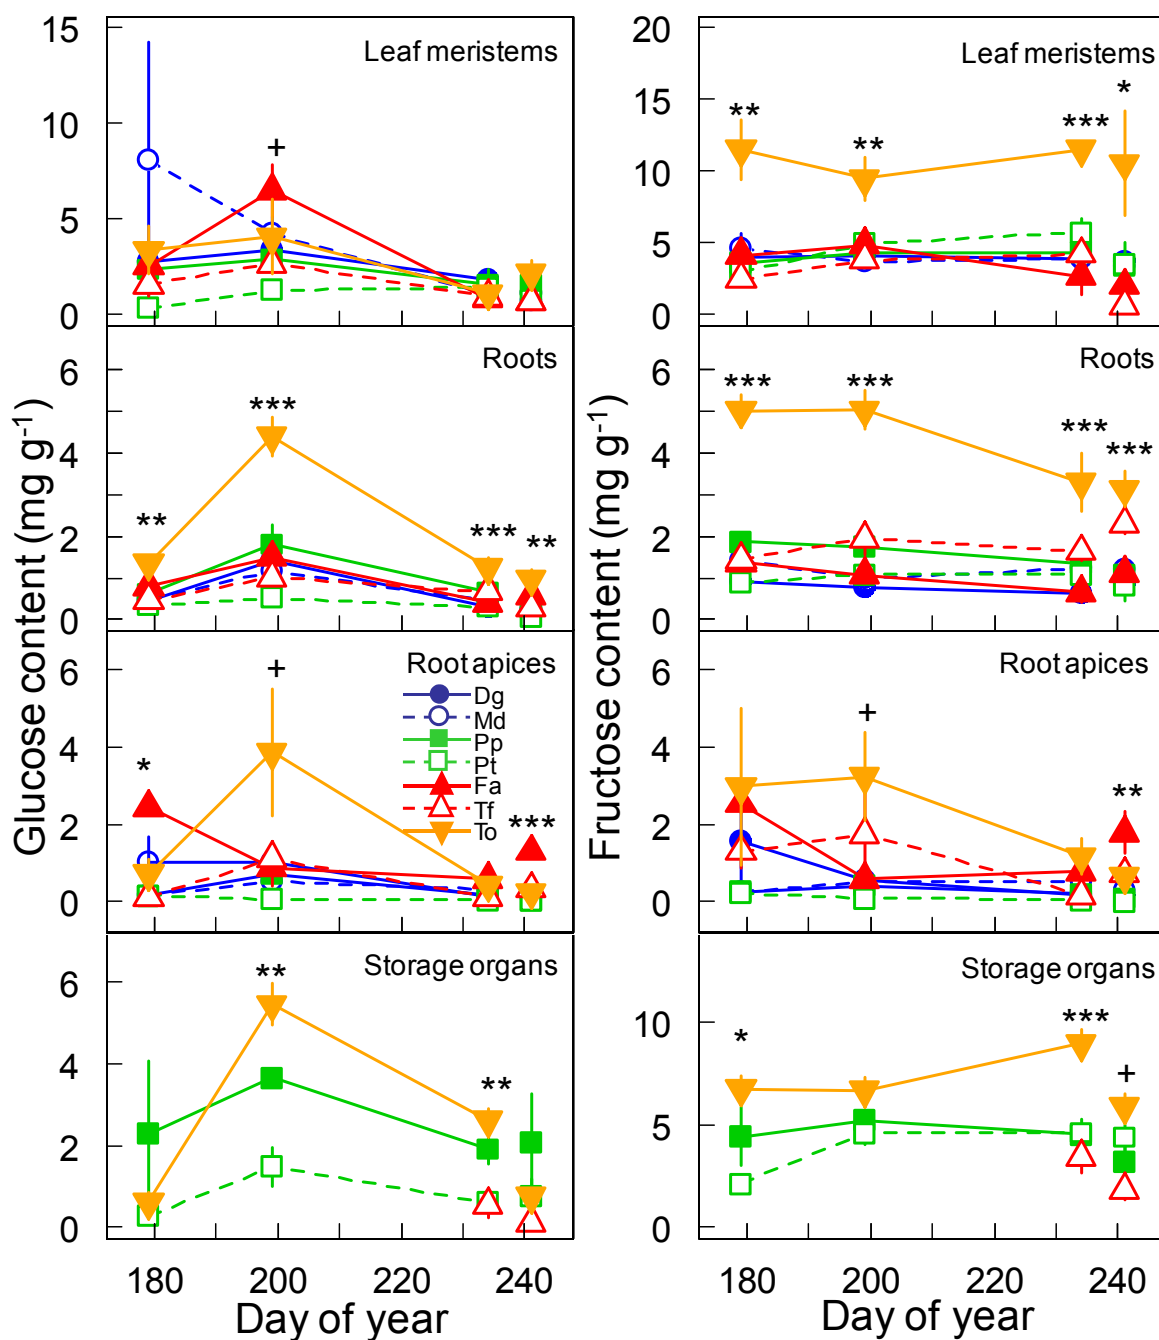 Glucose content (mg g⁻¹)
15
10
5
0
Leaf meristems
+
6
4
2
0
Roots
**
***
***
**
6
4
2
0
Root apices
*
+
***
Dg
Md
Pp
Pt
Fa
Tf
To
6
4
2
0
Storage organs
**
**
180 200 220 240
Day of year
Fructose content (mg g⁻¹)
20
15
10
5
0
Leaf meristems
**
**
***
*
6
4
2
0
Roots
***
***
***
***
6
4
2
0
Root apices
+
**
10
5
0
Storage organs
*
***
+
180 200 220 240
Day of year